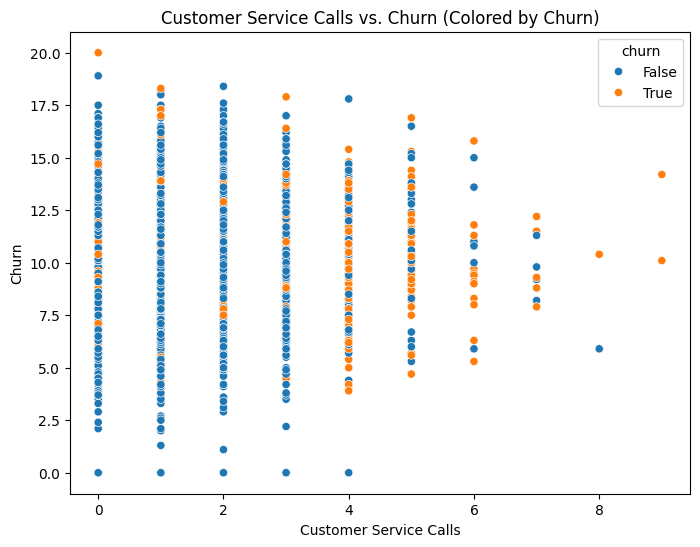 Customer Service Calls vs. Churn (Colored by Churn)
churn
False
True
Churn
20.0
17.5
15.0
12.5
10.0
7.5
5.0
2.5
0.0
0 2 4 6 8
Customer Service Calls